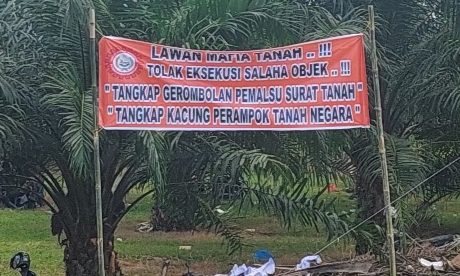 LAWAN MAFIA TANAH .. !!!
TOLAK EKSEKUSI SALAHA OBJEK .. !!!
" TANGKAP GEROMBOLAN PEMALSU SURAT TANAH "
" TANGKAP KACUNG PERAMPOK TANAH NEGARA "